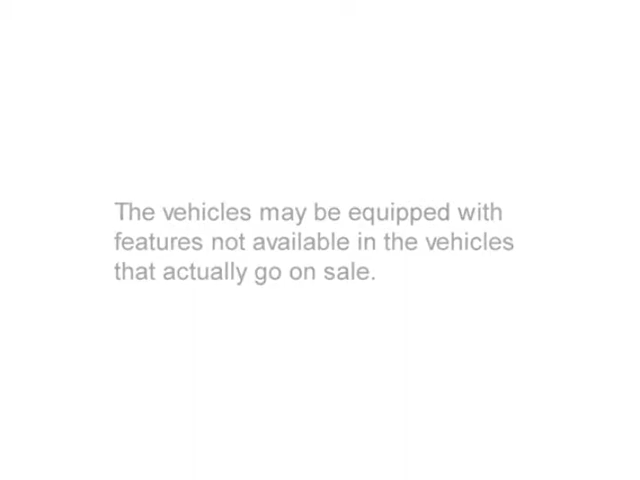 The vehicles may be equipped with
features not available in the vehicles
that actually go on sale.